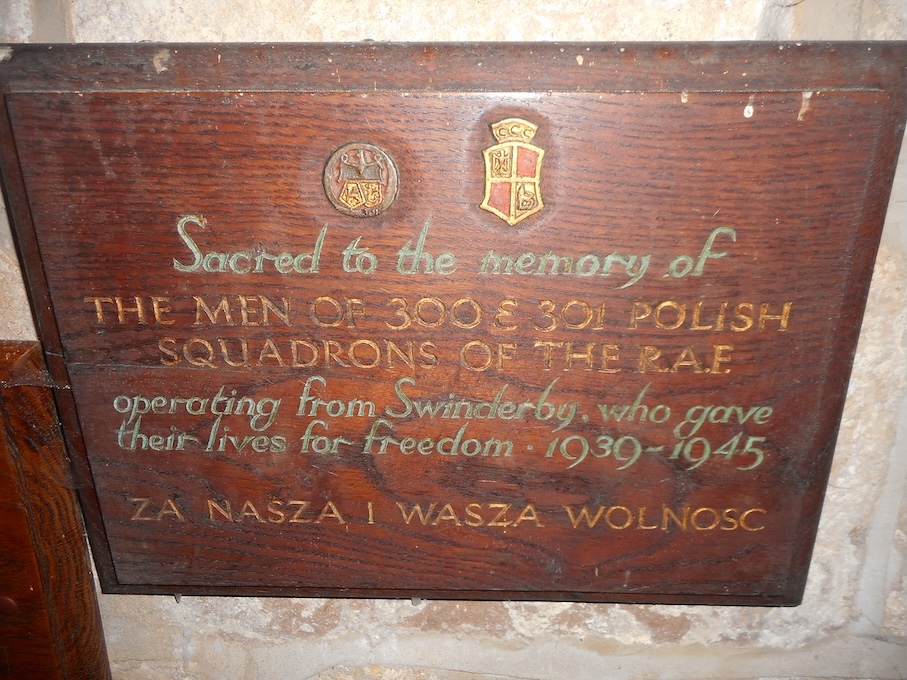 Sacred to the memory of
THE MEN OF 300 & 301 POLISH
SQUADRONS OF THE R.A.F.
operating from Swinderby, who gave
their lives for freedom · 1939-1945
ZA NASZA I WASZA WOLNOSC